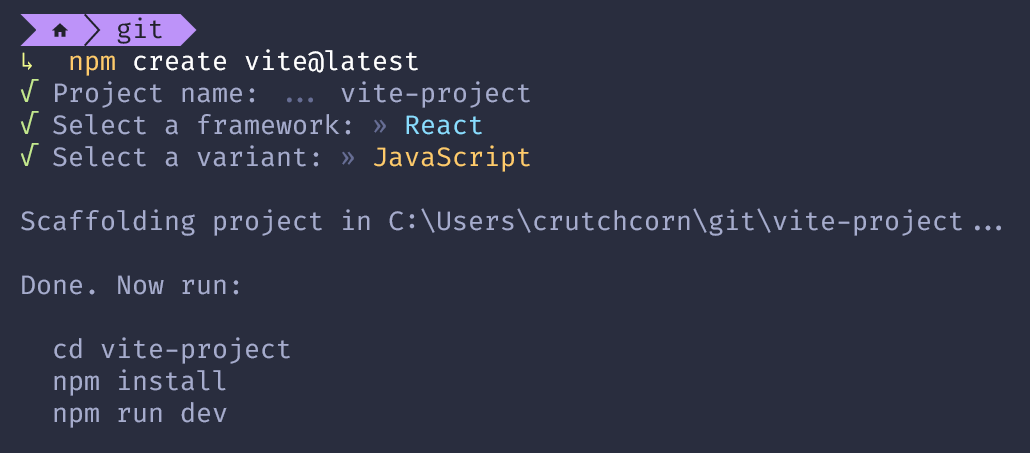 git
↳ npm create vite@latest
√ Project name: ... vite-project
√ Select a framework: » React
√ Select a variant: » JavaScript
Scaffolding project in C:\Users\crutchcorn\git\vite-project...
Done. Now run:
cd vite-project
npm install
npm run dev